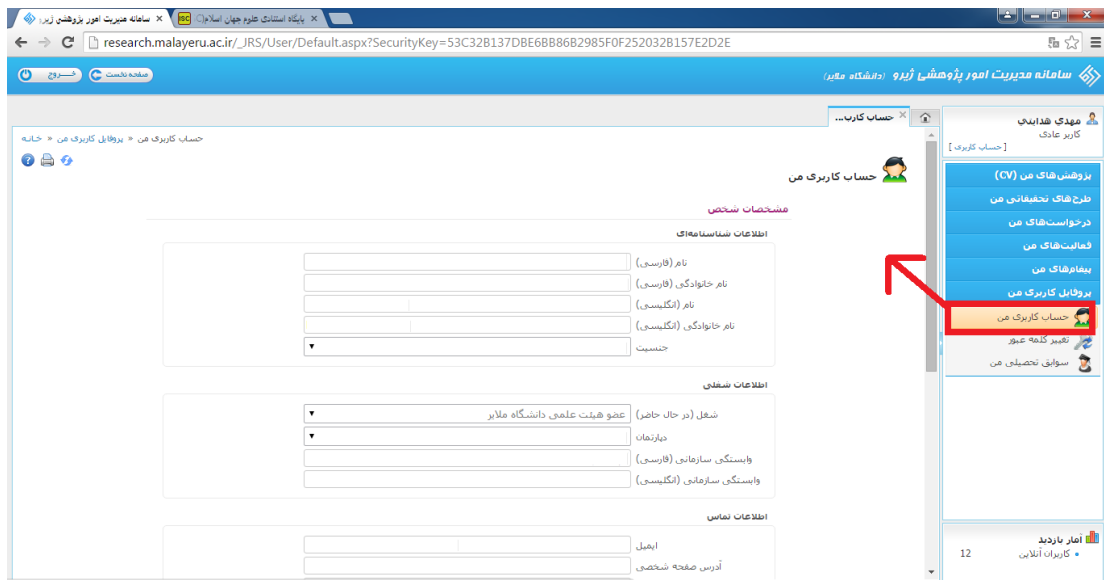 سامانه مدیریت امور پژوهشی ژیرو
پایگاه استنادی علوم جهان اسلام
ISC
research.malayeru.ac.ir/_JRS/User/Default.aspx?SecurityKey=53C32B137DBE6BB86B2985F0F252032B157E2D2E
سامانه مدیریت امور پژوهشی ژیرو (دانشگاه ملایر)
صفحه نخست
خـــروج
مهدي هدايتي
کاربر عادی
[ حساب کاربری ]
پژوهش های من (CV)
طرح های تحقیقاتی من
درخواست‌های من
فعالیت‌های من
پیغام‌های من
پروفایل کاربری من
حساب کاربری من
تغییر کلمه عبور
سوابق تحصیلی من
آمار بازدید
کاربران آنلاین 12
حساب کارب...
خانه » پروفایل کاربری من » حساب کاربری من
حساب کاربری من
مشخصات شخص
اطلاعات شناسنامه‌ای
نام (فارسی)
نام خانوادگی (فارسی)
نام (انگلیسی)
نام خانوادگی (انگلیسی)
جنسیت
اطلاعات شغلی
شغل (در حال حاضر) عضو هیئت علمی دانشگاه ملایر
دپارتمان
وابستگی سازمانی (فارسی)
وابستگی سازمانی (انگلیسی)
اطلاعات تماس
ایمیل
آدرس صفحه شخصی